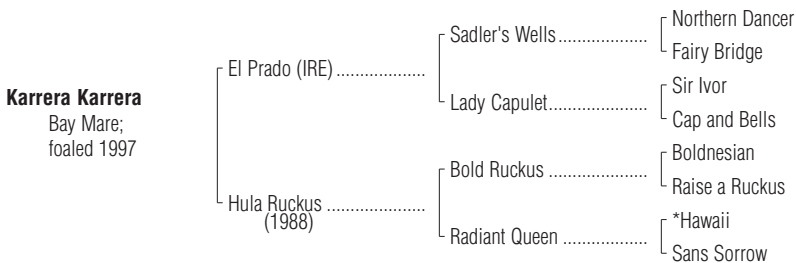 Karrera Karrera
Bay Mare;
foaled 1997
El Prado (IRE) ...................
Hula Ruckus .....................
(1988)
Sadler's Wells...................
Lady Capulet.....................
Bold Ruckus .....................
Radiant Queen ..................
Northern Dancer
Fairy Bridge
Sir Ivor
Cap and Bells
Boldnesian
Raise a Ruckus
*Hawaii
Sans Sorrow